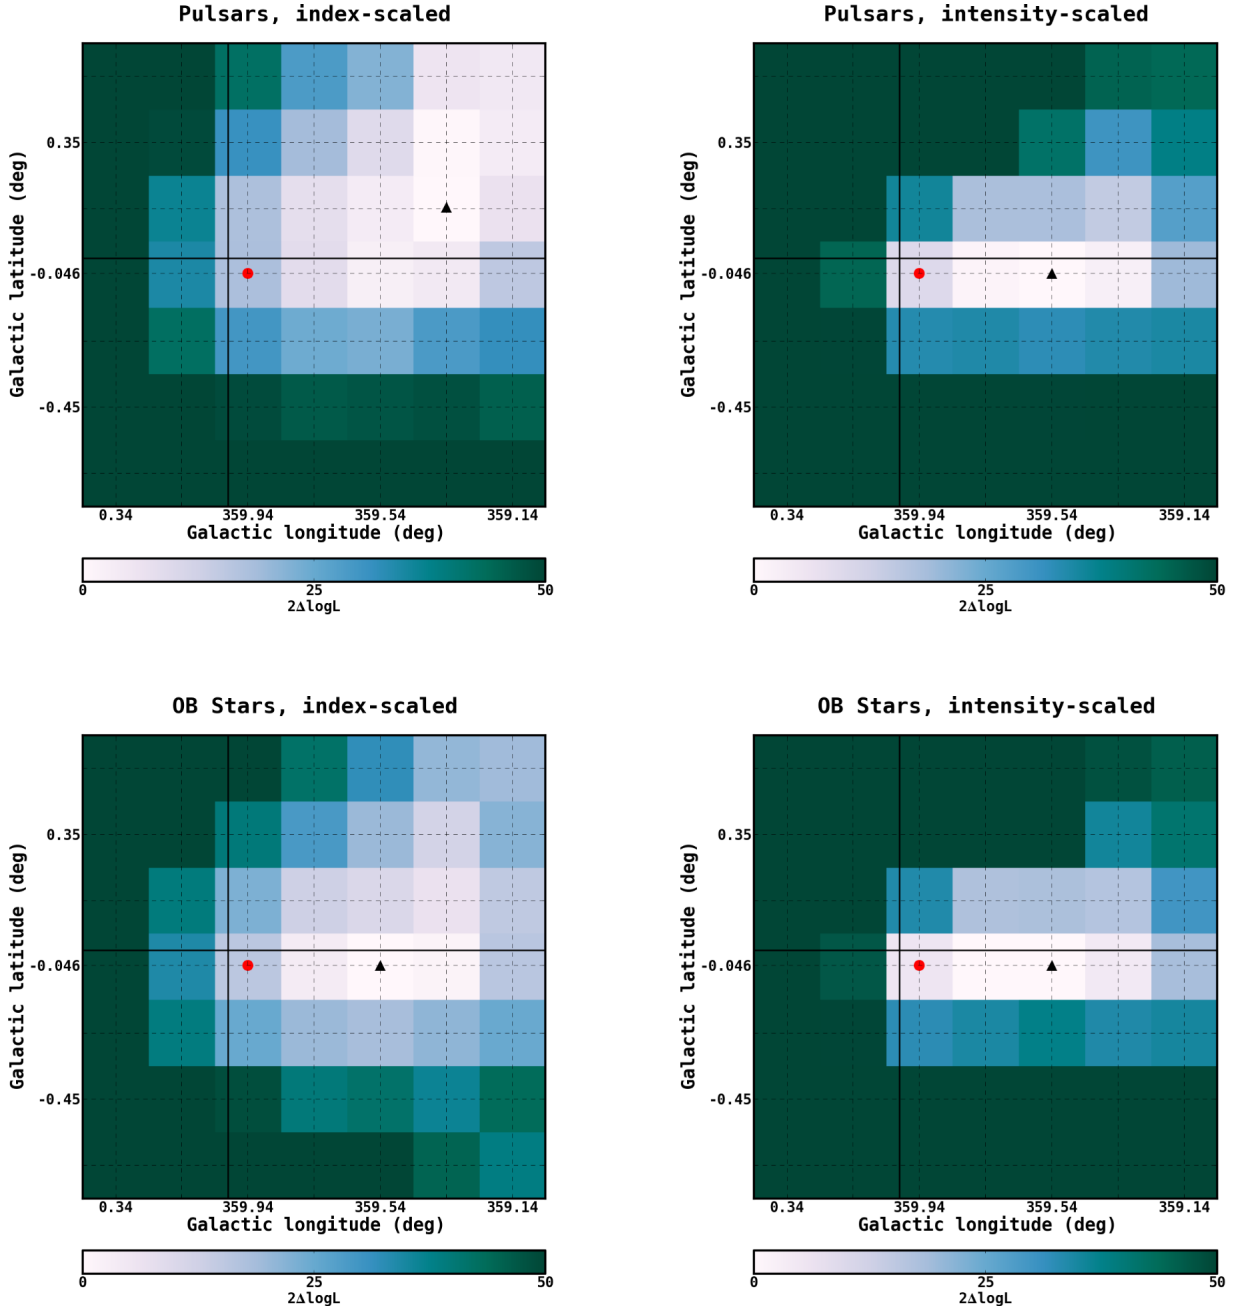 Pulsars, index-scaled
Galactic latitude (deg)
0.35
-0.046
-0.45
0.34 359.94 359.54 359.14
Galactic longitude (deg)
0 25 50
2ΔlogL
Pulsars, intensity-scaled
Galactic latitude (deg)
0.35
-0.046
-0.45
0.34 359.94 359.54 359.14
Galactic longitude (deg)
0 25 50
2ΔlogL
OB Stars, index-scaled
Galactic latitude (deg)
0.35
-0.046
-0.45
0.34 359.94 359.54 359.14
Galactic longitude (deg)
0 25 50
2ΔlogL
OB Stars, intensity-scaled
Galactic latitude (deg)
0.35
-0.046
-0.45
0.34 359.94 359.54 359.14
Galactic longitude (deg)
0 25 50
2ΔlogL